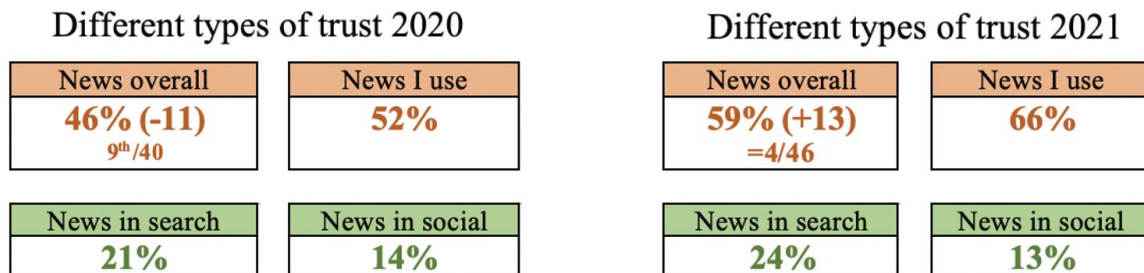 Different types of trust 2020
News overall
46% (-11)
9th/40
News I use
52%
News in search
21%
News in social
14%
Different types of trust 2021
News overall
59% (+13)
=4/46
News I use
66%
News in search
24%
News in social
13%